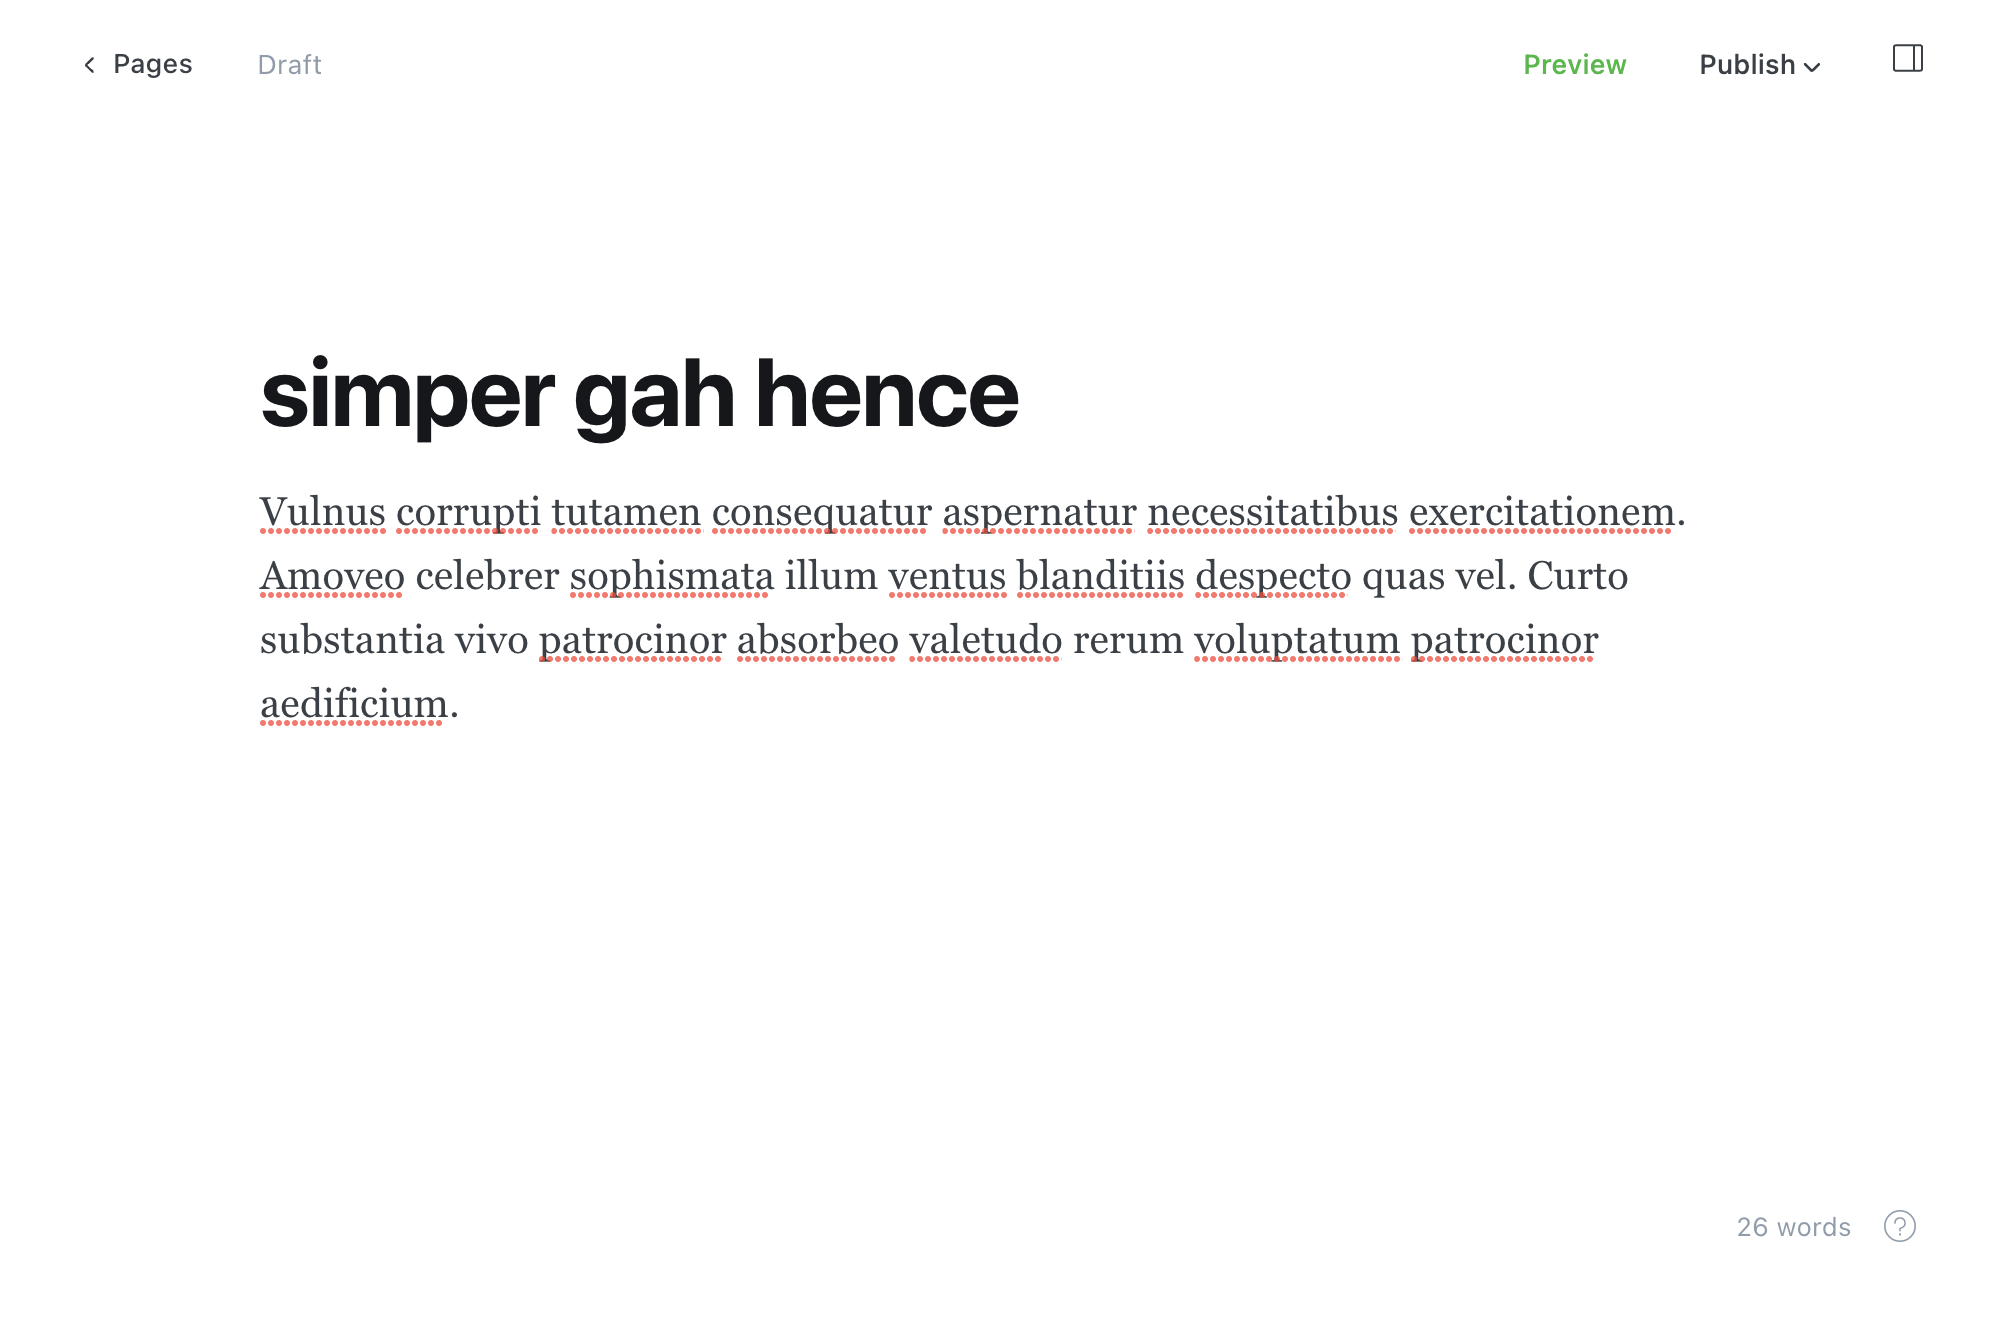 Pages
Draft
Preview
Publish
simper gah hence
Vulnus corrupti tutamen consequatur aspernatur necessitatibus exercitationem.
Amoveo celebrer sophismata illum ventus blanditiis despecto quas vel. Curto
substantia vivo patrocinor absorbeo valetudo rerum voluptatum patrocinor
aedificium.
26 words
?